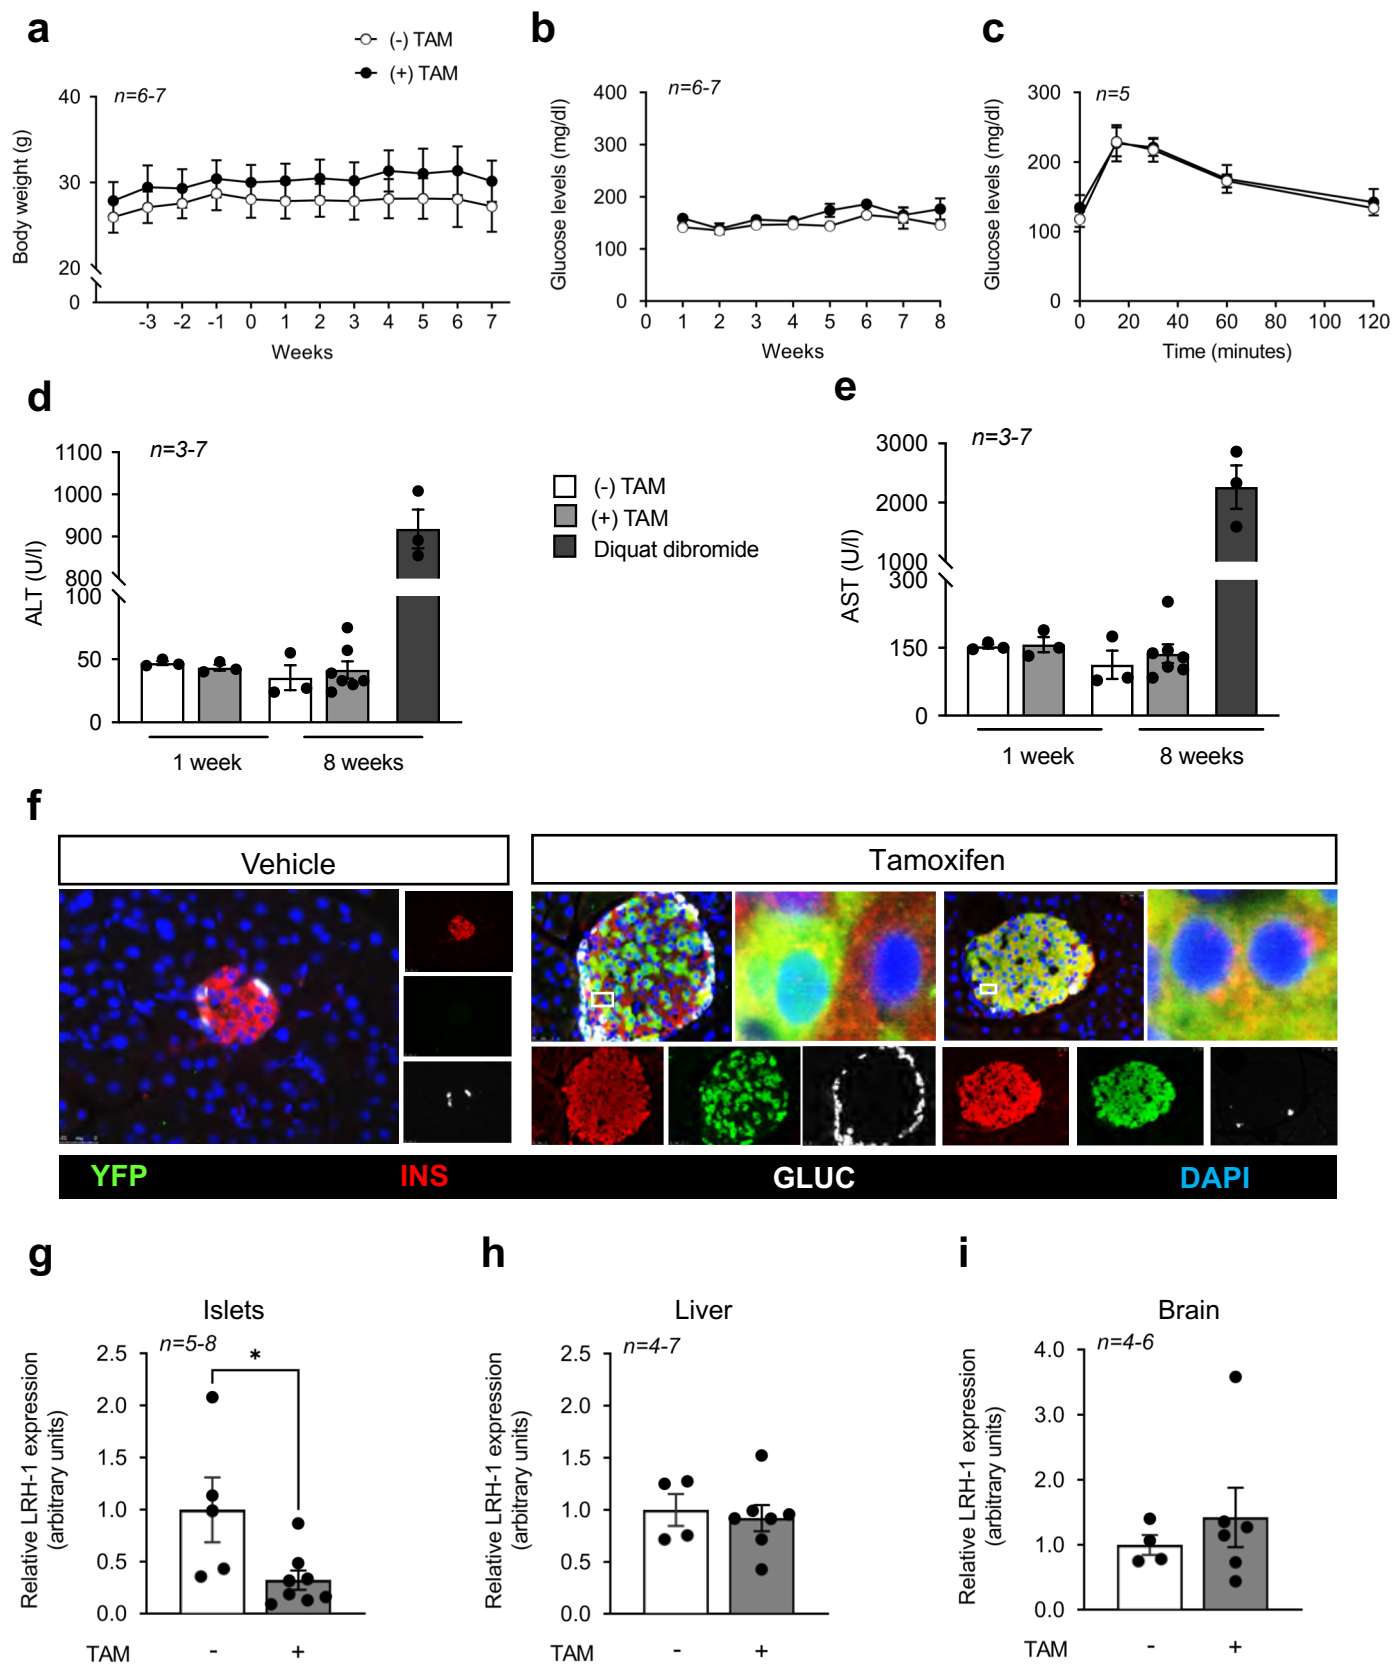 a
(-) TAM
(+) TAM
n=6-7
Body weight (g)
40
30
20
0
-3 -2 -1 0 1 2 3 4 5 6 7
Weeks
b
n=6-7
Glucose levels (mg/dl)
400
300
200
100
0
0 1 2 3 4 5 6 7 8
Weeks
c
n=5
Glucose levels (mg/dl)
300
200
100
0
0 20 40 60 80 100 120
Time (minutes)
d
n=3-7
ALT (U/l)
1100
1000
900
800
100
50
0
1 week
8 weeks
(-) TAM
(+) TAM
Diquat dibromide
e
n=3-7
AST (U/l)
3000
2000
1000
300
150
0
1 week
8 weeks
f
Vehicle
Tamoxifen
YFP INS GLUC DAPI
g
Islets
n=5-8
*
Relative LRH-1 expression
(arbitrary units)
2.5
2.0
1.5
1.0
0.5
0.0
TAM - +
h
Liver
n=4-7
Relative LRH-1 expression
(arbitrary units)
2.5
2.0
1.5
1.0
0.5
0.0
TAM - +
i
Brain
n=4-6
Relative LRH-1 expression
(arbitrary units)
4.0
3.0
2.0
1.0
0.0
TAM - +